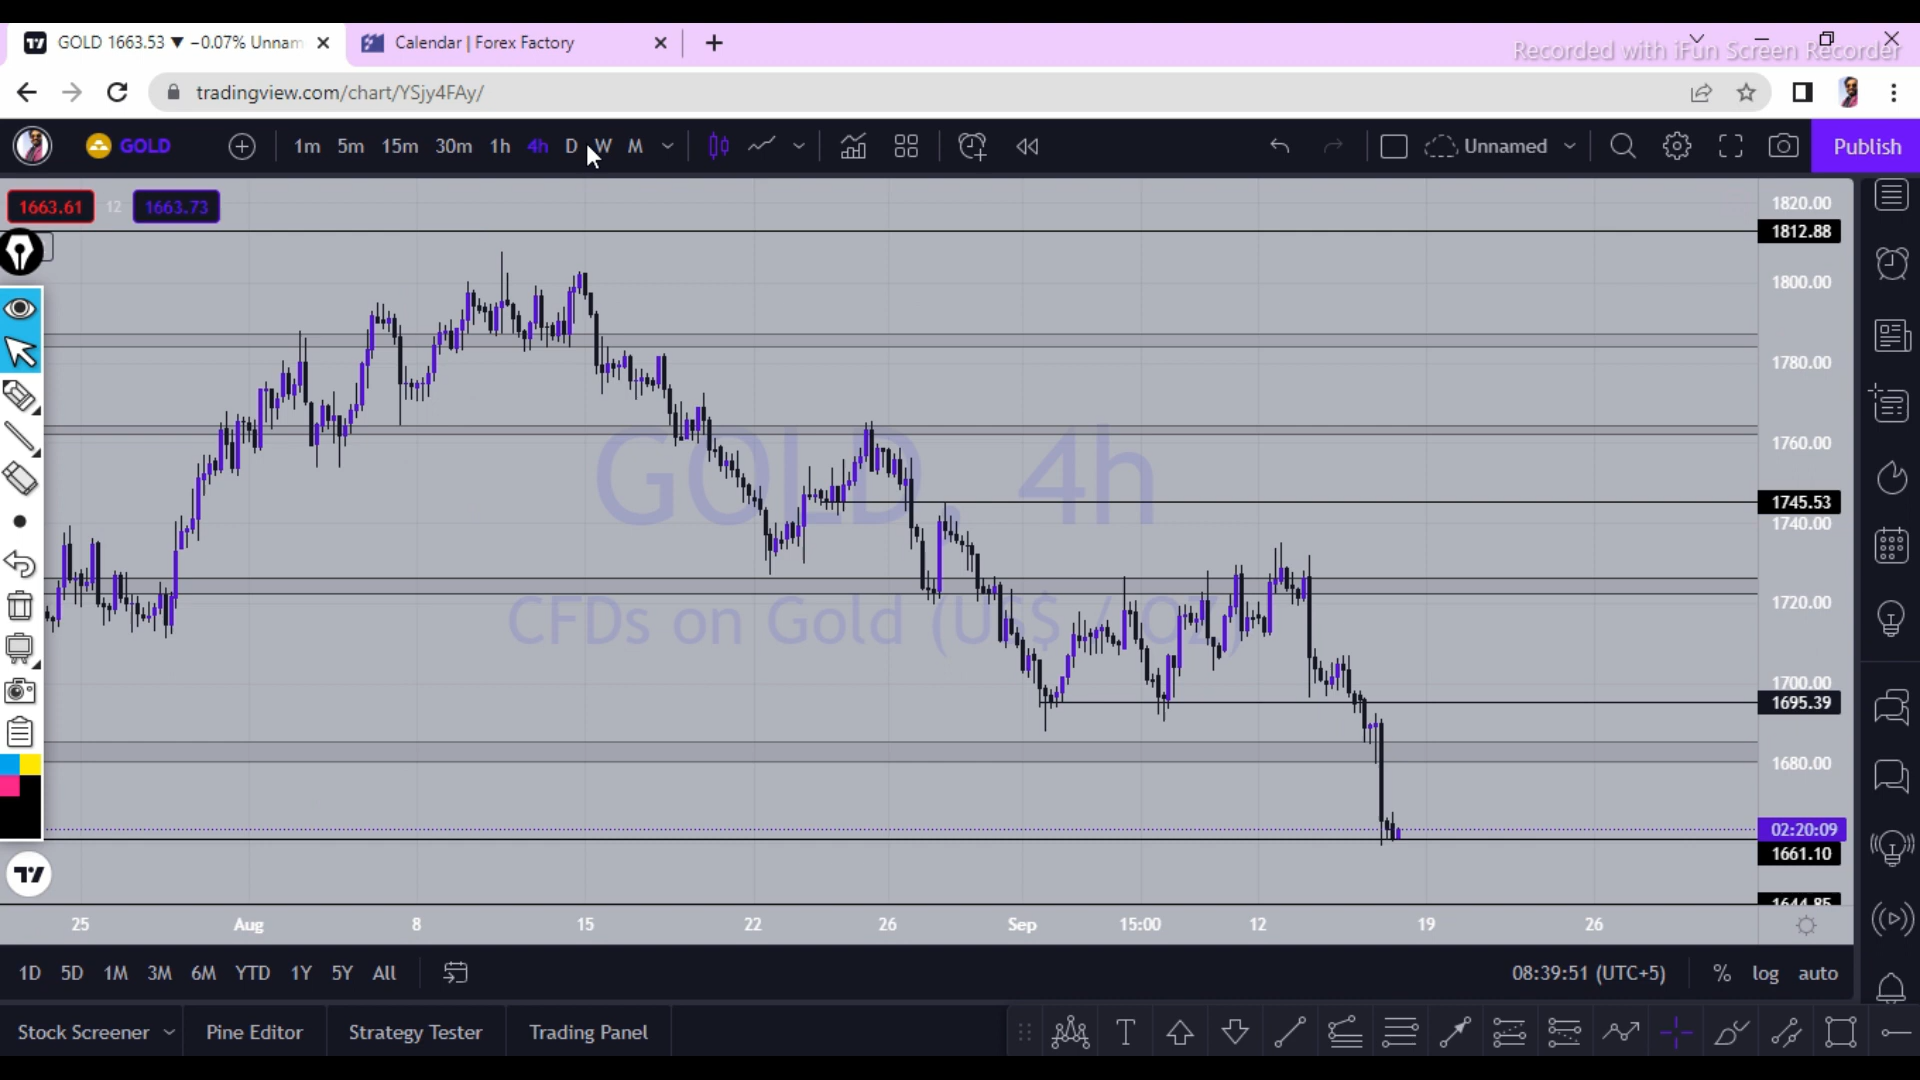 GOLD 1663.53 ▼ −0.07% Unnam
Calendar | Forex Factory
Recorded with iFun Screen Recorder
tradingview.com/chart/YSjy4FAy/
GOLD 1m 5m 15m 30m 1h 4h D W M Unnamed Publish
1663.61 12 1663.73
1820.00
1812.88
1800.00
1780.00
1760.00
GOLD, 4h
1745.53
1740.00
1720.00
CFDs on Gold (US$ / OZ)
1700.00
1695.39
1680.00
02:20:09
1661.10
1644.85
25 Aug 8 15 22 26 Sep 15:00 12 19 26
1D 5D 1M 3M 6M YTD 1Y 5Y All 08:39:51 (UTC+5) % log auto
Stock Screener Pine Editor Strategy Tester Trading Panel